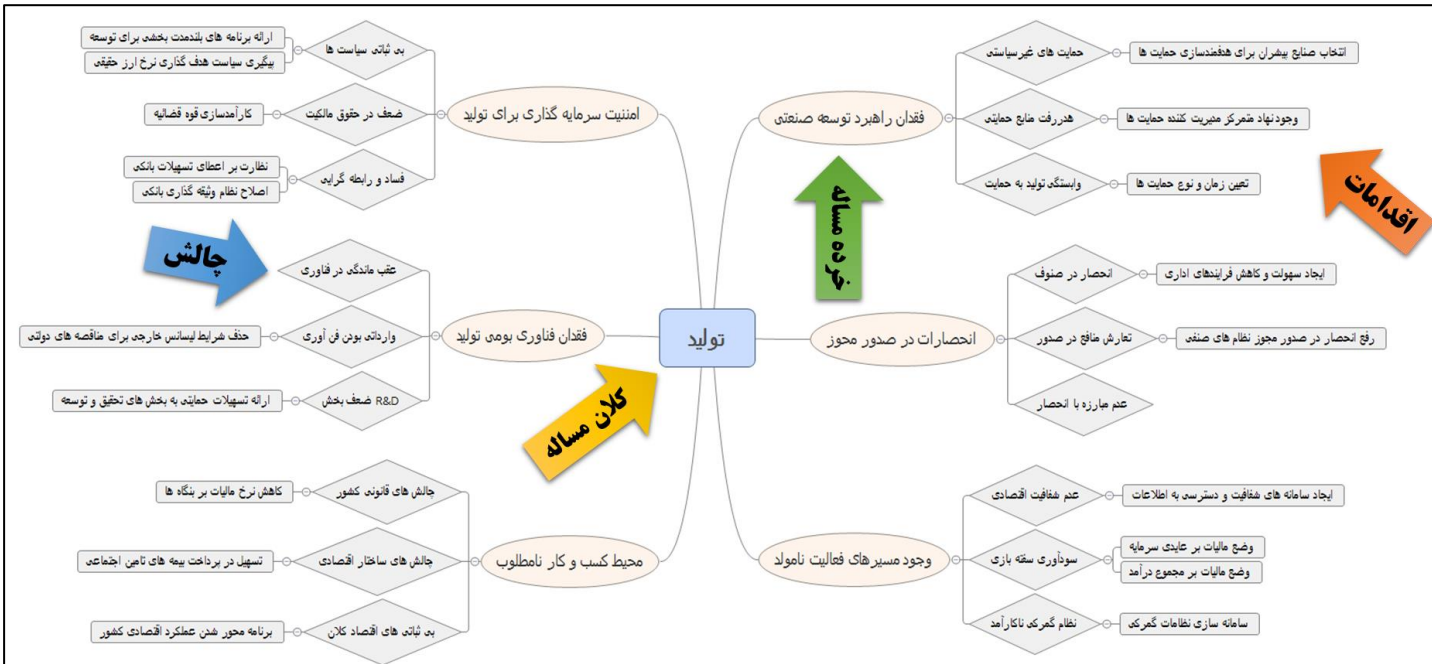 تولید
کلان مساله
خرده مساله
چالش
اقدامات
فقدان راهبرد توسعه صنعتی
حمایت های غیرسیاستی
انتخاب صنایع پیشران برای هدفمندسازی حمایت ها
هدررفت منابع حمایتی
وجود نهاد متمرکز مدیریت کننده حمایت ها
وابستگی تولید به حمایت
تعیین زمان و نوع حمایت ها
انحصارات در صدور محوز
انحصار در صنوف
ایجاد سهولت و کاهش فرایندهای اداری
تعارش منافع در صدور
رفع انحصار در صدور مجوز نظام های صنفی
عدم مبارزه با انحصار
وجود مسیرهای فعالیت نامولد
عدم شفافیت اقتصادی
ایجاد سامانه های شفافیت و دسترسی به اطلاعات
سودآوری سفته بازی
وضع مالیات بر عایدی سرمایه
وضع مالیات بر مجموع درآمد
نظام گمرکی ناکارآمد
سامانه سازی نظامات گمرکی
امننیت سرمایه گذاری برای تولید
بی ثباتی سیاست ها
ارائه برنامه های بلندمدت بخشی برای توسعه
پیگیری سیاست هدف گذاری نرخ ارز حقیقی
ضعف در حقوق مالکیت
کارآمدسازی قوه قضائیه
فساد و رابطه گرایی
نظارت بر اعطای تسهیلات بانکی
اصلاح نظام وثیقه گذاری بانکی
فقدان فناوری بومی تولید
عقب ماندگی در فناوری
وارداتی بودن فن آوری
حذف شرایط لیسانس خارجی برای مناقصه های دولتی
R&D ضعف بخش
ارائه تسهیلات حمایتی به بخش های تحقیق و توسعه
محیط کسب و کار نامطلوب
چالش های قانونی کشور
کاهش نرخ مالیات بر بنگاه ها
چالش های ساختار اقتصادی
تسهیل در پرداخت بیمه های تامین اجتماعی
بی ثباتی های اقتصاد کلان
برنامه محور شدن عملکرد اقتصادی کشور